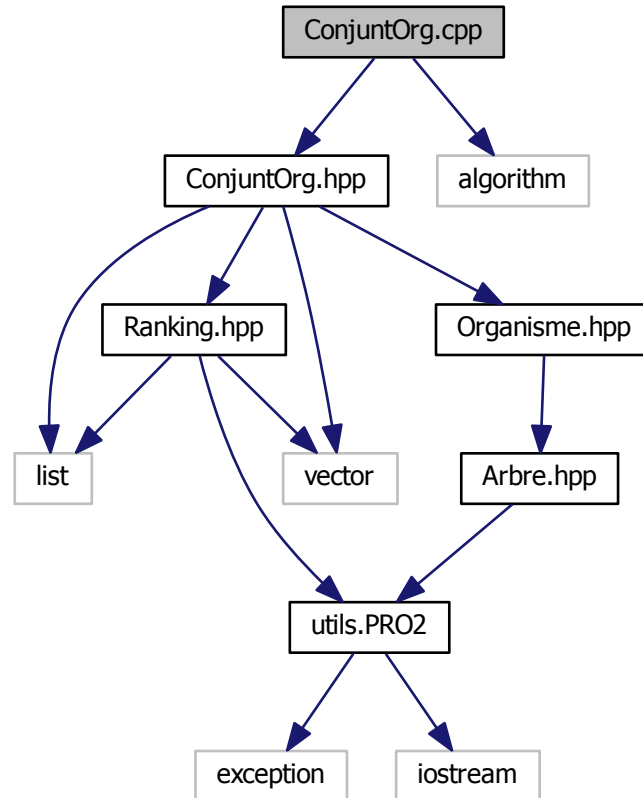 ConjuntOrg.cpp
ConjuntOrg.hpp
algorithm
Ranking.hpp
Organisme.hpp
list
vector
Arbre.hpp
utils.PRO2
exception
iostream